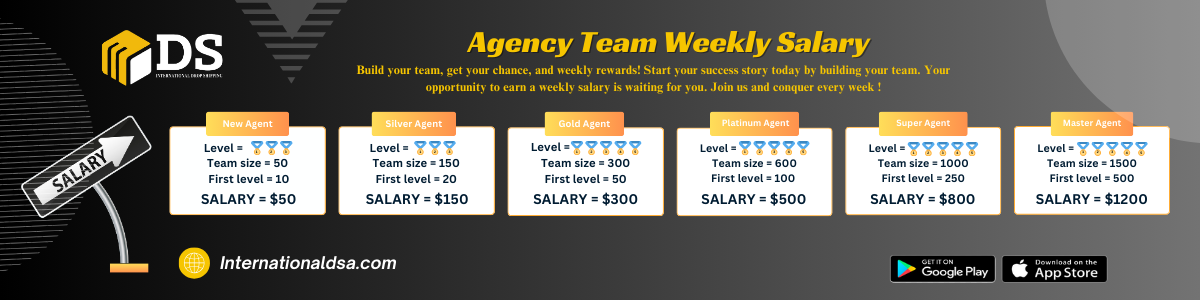 DS
INTERNATIONAL DROP SHIPPING
Agency Team Weekly Salary
Build your team, get your chance, and weekly rewards! Start your success story today by building your team. Your
opportunity to earn a weekly salary is waiting for you. Join us and conquer every week !
SALARY
New Agent
Level =
Team size = 50
First level = 10
SALARY = $50
Silver Agent
Level =
Team size = 150
First level = 20
SALARY = $150
Gold Agent
Level =
Team size = 300
First level = 50
SALARY = $300
Platinum Agent
Level =
Team size = 600
First level = 100
SALARY = $500
Super Agent
Level =
Team size = 1000
First level = 250
SALARY = $800
Master Agent
Level =
Team size = 1500
First level = 500
SALARY = $1200
Internationaldsa.com
GET IT ON
Google Play
Download on the
App Store